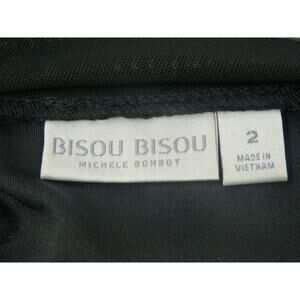 BISOU BISOU
MICHELE BOHBOT
2
MADE IN
VIETNAM